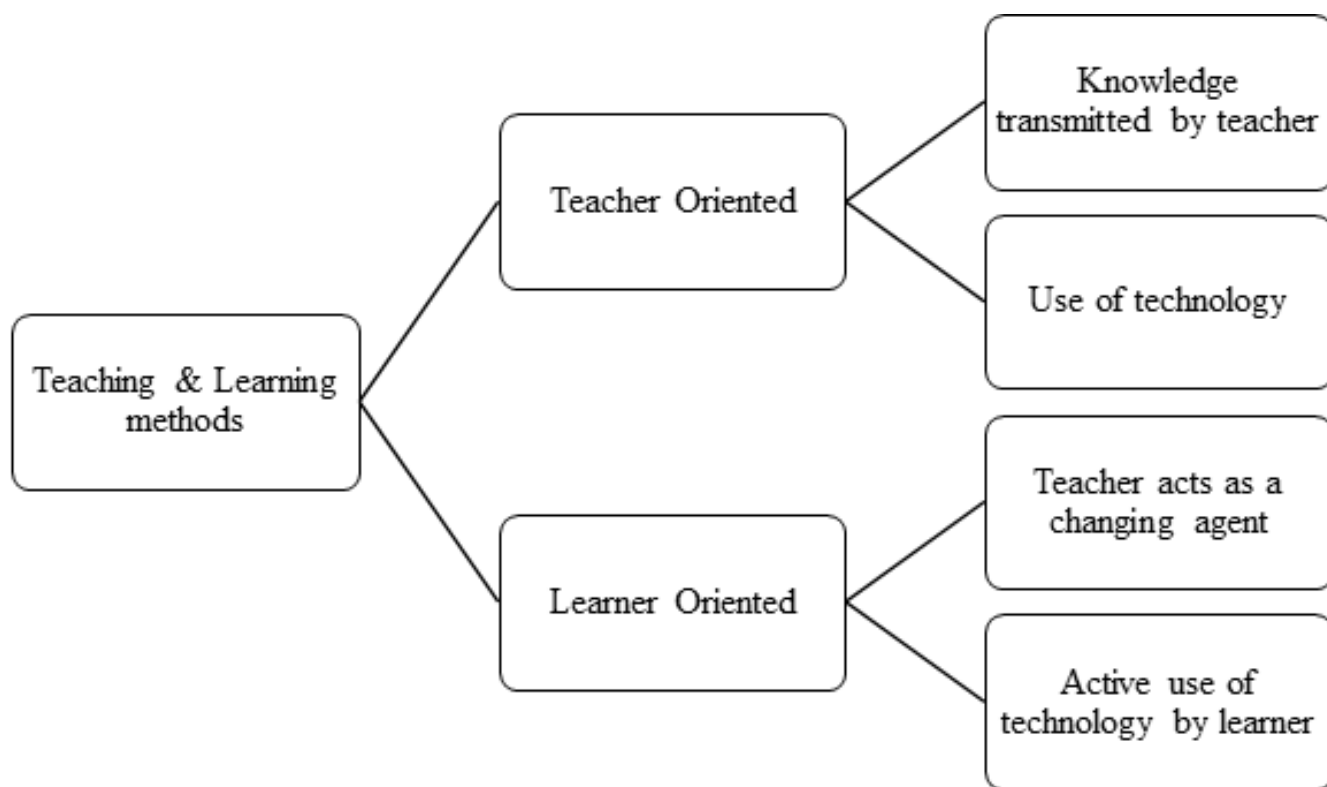 Knowledge
transmitted by teacher
Teacher Oriented
Use of technology
Teaching & Learning
methods
Teacher acts as a
changing agent
Learner Oriented
Active use of
technology by learner